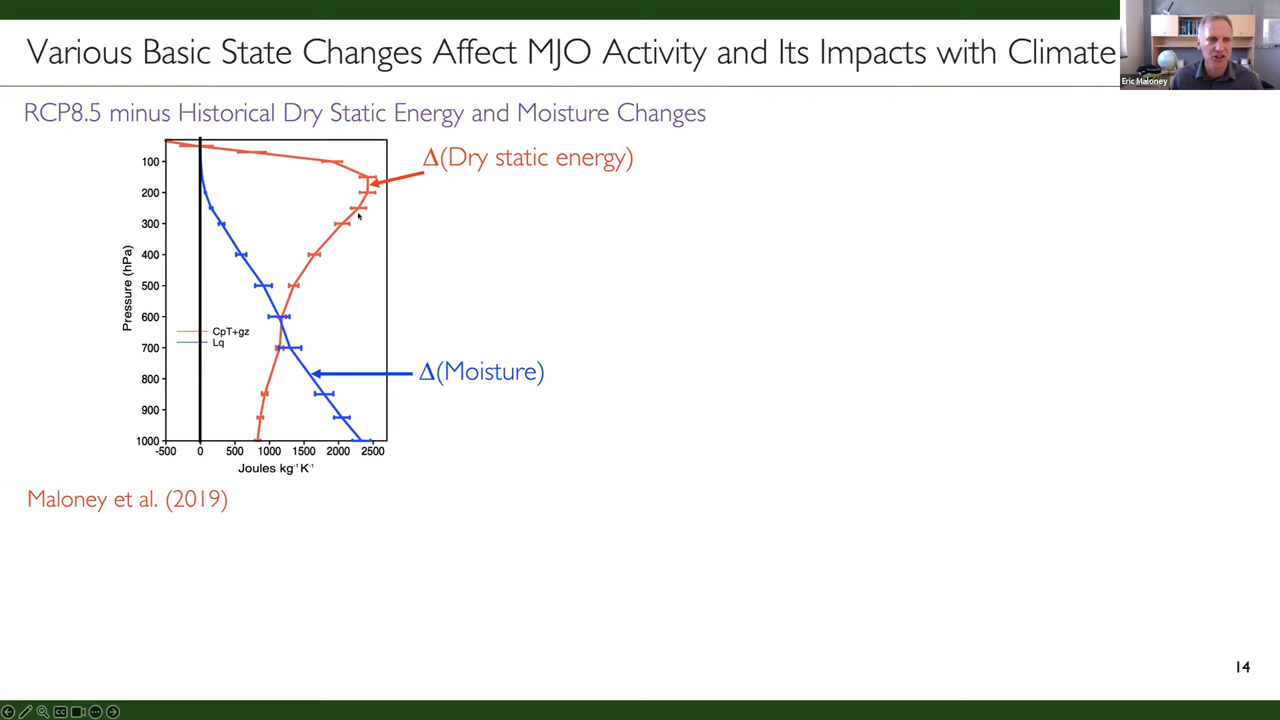 Various Basic State Changes Affect MJO Activity and Its Impacts with Climate
Eric Maloney
RCP8.5 minus Historical Dry Static Energy and Moisture Changes
Δ(Dry static energy)
100
200
300
400
500
600
700
800
900
1000
Pressure (hPa)
CpT+gz
Lq
Δ(Moisture)
-500 0 500 1000 1500 2000 2500
Joules kg⁻¹ K⁻¹
Maloney et al. (2019)
14
CC